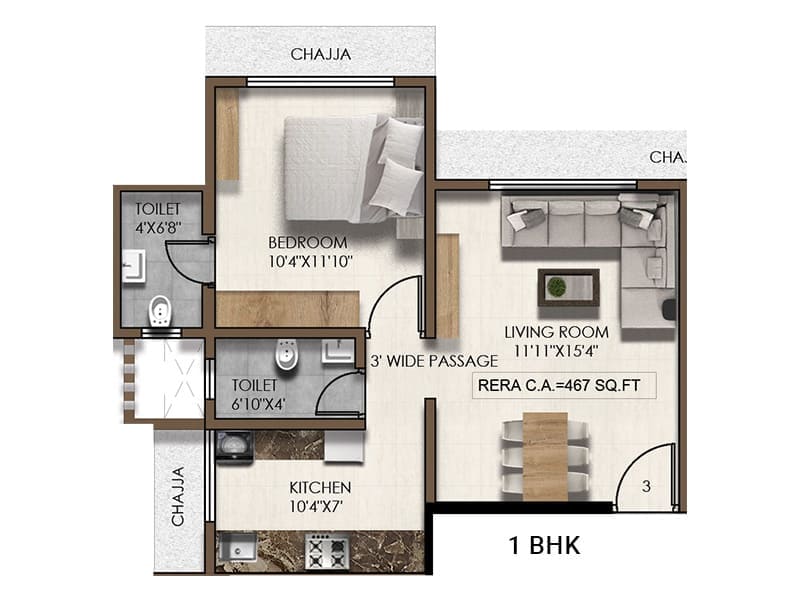 CHAJJA
CHAJ
TOILET
4'X6'8"
BEDROOM
10'4"X11'10"
LIVING ROOM
11'11"X15'4"
3' WIDE PASSAGE
RERA C.A.=467 SQ.FT
TOILET
6'10"X4'
CHAJJA
KITCHEN
10'4"X7'
3
1 BHK